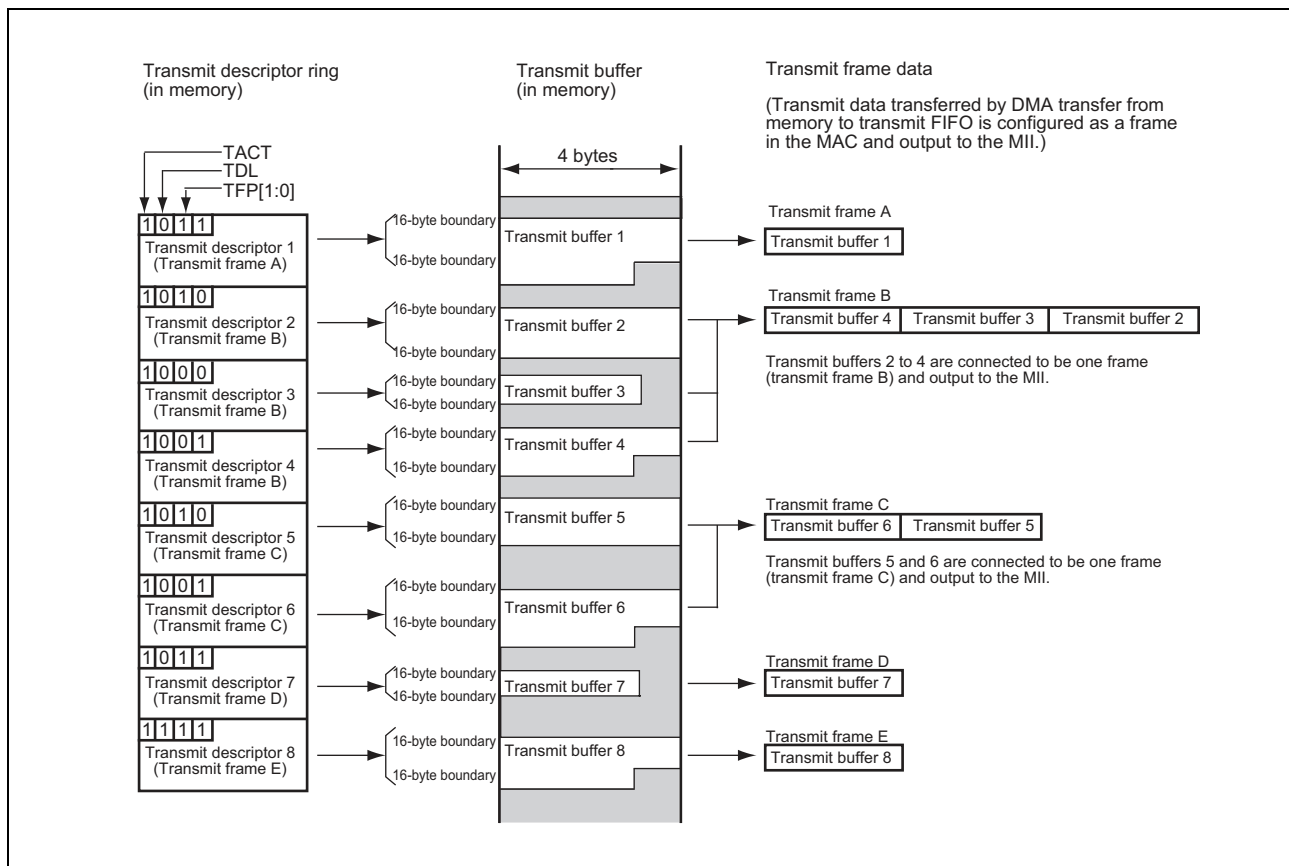 Transmit descriptor ring
(in memory)
Transmit buffer
(in memory)
Transmit frame data
(Transmit data transferred by DMA transfer from
memory to transmit FIFO is configured as a frame
in the MAC and output to the MII.)
TACT
TDL
TFP[1:0]
4 bytes
1 0 1 1
Transmit descriptor 1
(Transmit frame A)
16-byte boundary
16-byte boundary
Transmit buffer 1
Transmit frame A
Transmit buffer 1
1 0 1 0
Transmit descriptor 2
(Transmit frame B)
16-byte boundary
16-byte boundary
Transmit buffer 2
Transmit frame B
Transmit buffer 4 Transmit buffer 3 Transmit buffer 2
Transmit buffers 2 to 4 are connected to be one frame
(transmit frame B) and output to the MII.
1 0 0 0
Transmit descriptor 3
(Transmit frame B)
16-byte boundary
16-byte boundary
Transmit buffer 3
1 0 0 1
Transmit descriptor 4
(Transmit frame B)
16-byte boundary
16-byte boundary
Transmit buffer 4
1 0 1 0
Transmit descriptor 5
(Transmit frame C)
16-byte boundary
16-byte boundary
Transmit buffer 5
Transmit frame C
Transmit buffer 6 Transmit buffer 5
Transmit buffers 5 and 6 are connected to be one frame
(transmit frame C) and output to the MII.
1 0 0 1
Transmit descriptor 6
(Transmit frame C)
16-byte boundary
16-byte boundary
Transmit buffer 6
1 0 1 1
Transmit descriptor 7
(Transmit frame D)
16-byte boundary
16-byte boundary
Transmit buffer 7
Transmit frame D
Transmit buffer 7
1 1 1 1
Transmit descriptor 8
(Transmit frame E)
16-byte boundary
16-byte boundary
Transmit buffer 8
Transmit frame E
Transmit buffer 8